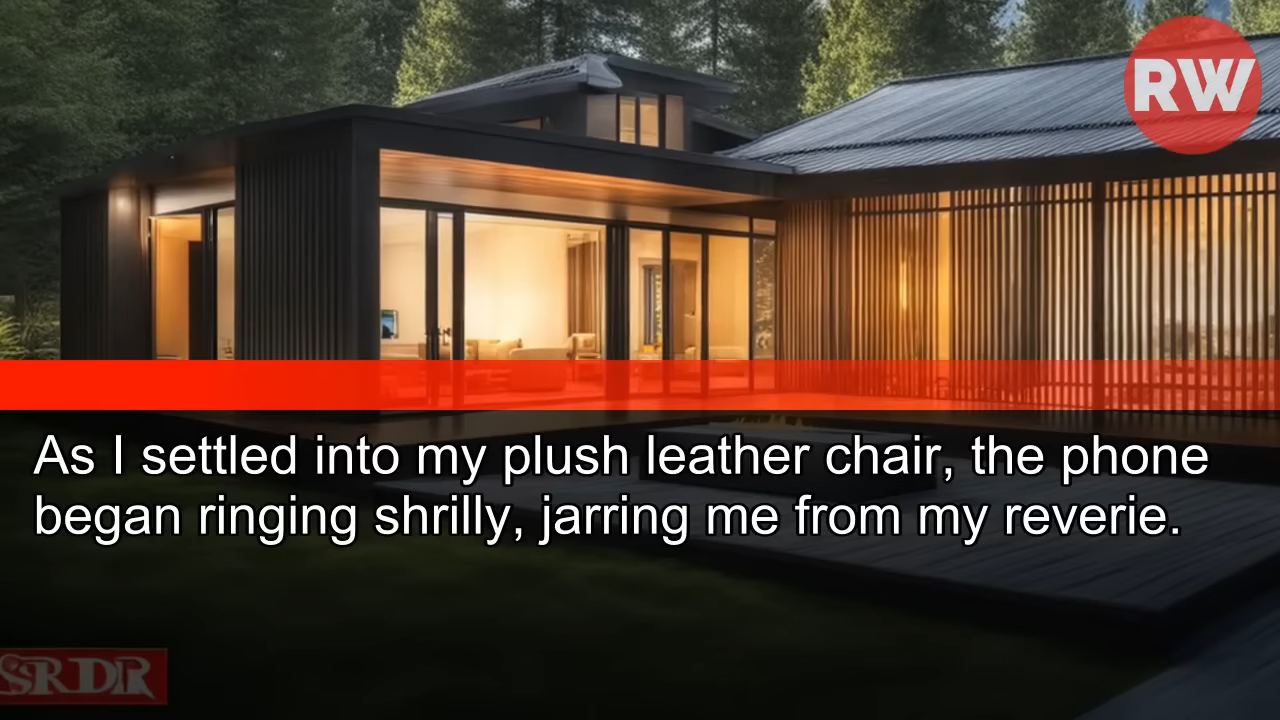 RW
As I settled into my plush leather chair, the phone
began ringing shrilly, jarring me from my reverie.
SRDR